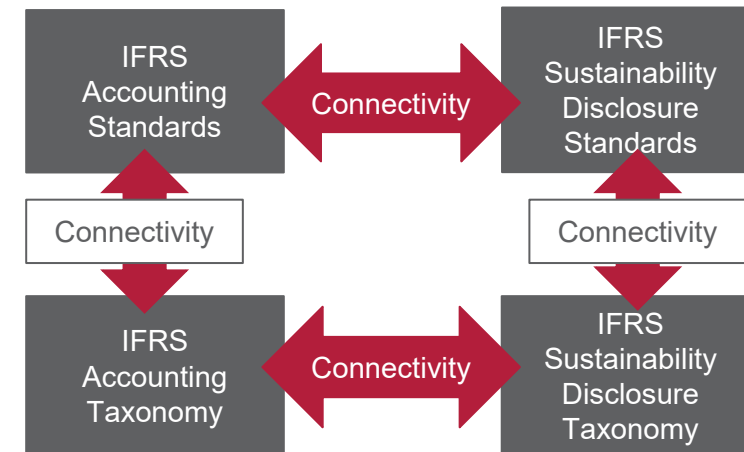 IFRS
Accounting
Standards
Connectivity
IFRS
Sustainability
Disclosure
Standards
Connectivity
Connectivity
IFRS
Accounting
Taxonomy
Connectivity
IFRS
Sustainability
Disclosure
Taxonomy